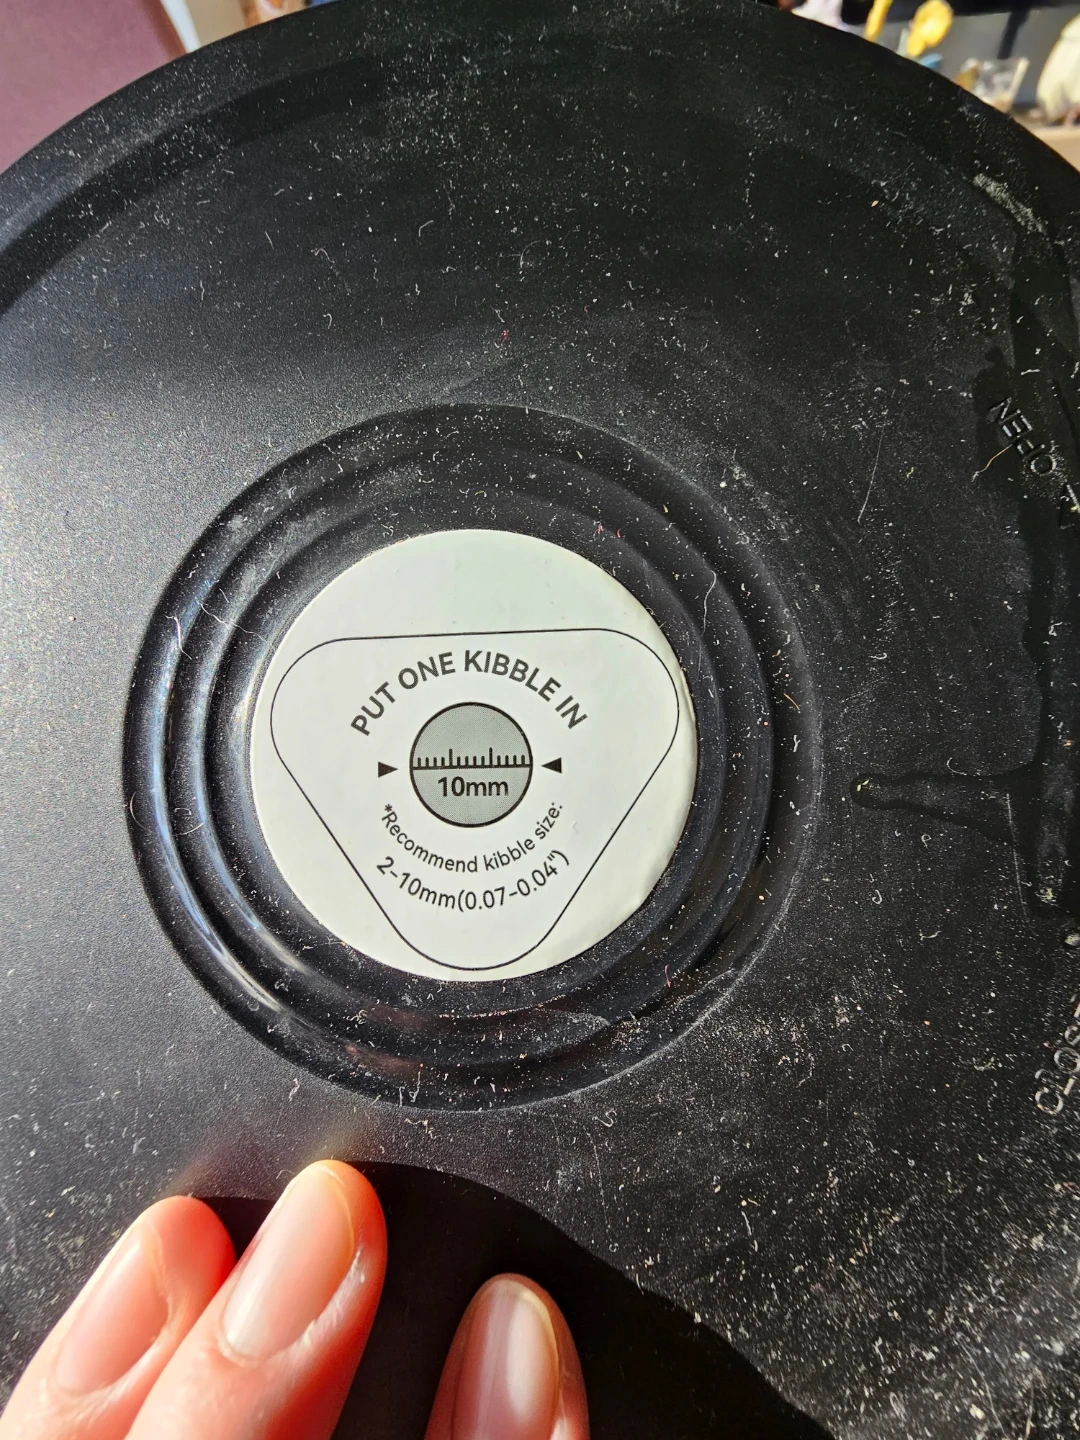 PUT ONE KIBBLE IN
10mm
*Recommend kibble size:
2-10mm(0.07-0.04")
OPEN
CLOSE